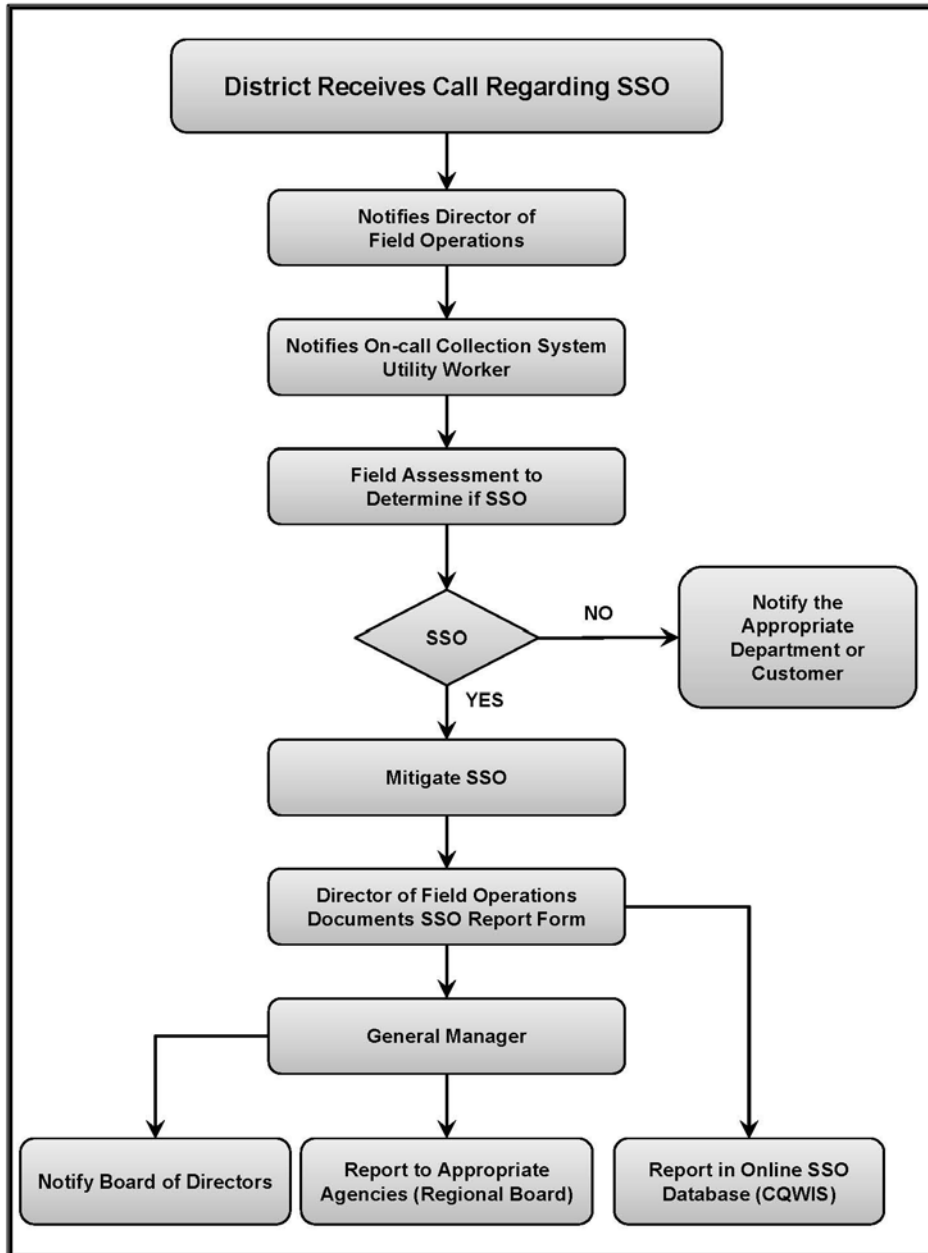 District Receives Call Regarding SSO
Notifies Director of
Field Operations
Notifies On-call Collection System
Utility Worker
Field Assessment to
Determine if SSO
SSO
NO
Notify the
Appropriate
Department or
Customer
YES
Mitigate SSO
Director of Field Operations
Documents SSO Report Form
General Manager
Notify Board of Directors
Report to Appropriate
Agencies (Regional Board)
Report in Online SSO
Database (CQWIS)